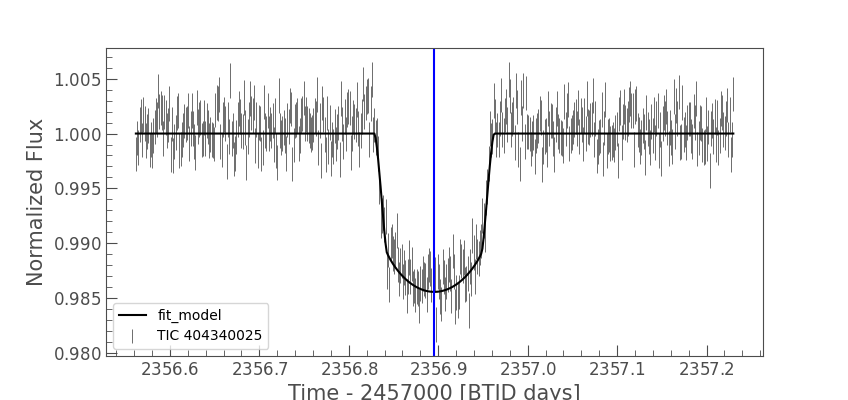 Normalized Flux
1.005
1.000
0.995
0.990
0.985
0.980
fit_model
TIC 404340025
2356.6 2356.7 2356.8 2356.9 2357.0 2357.1 2357.2
Time - 2457000 [BTJD days]